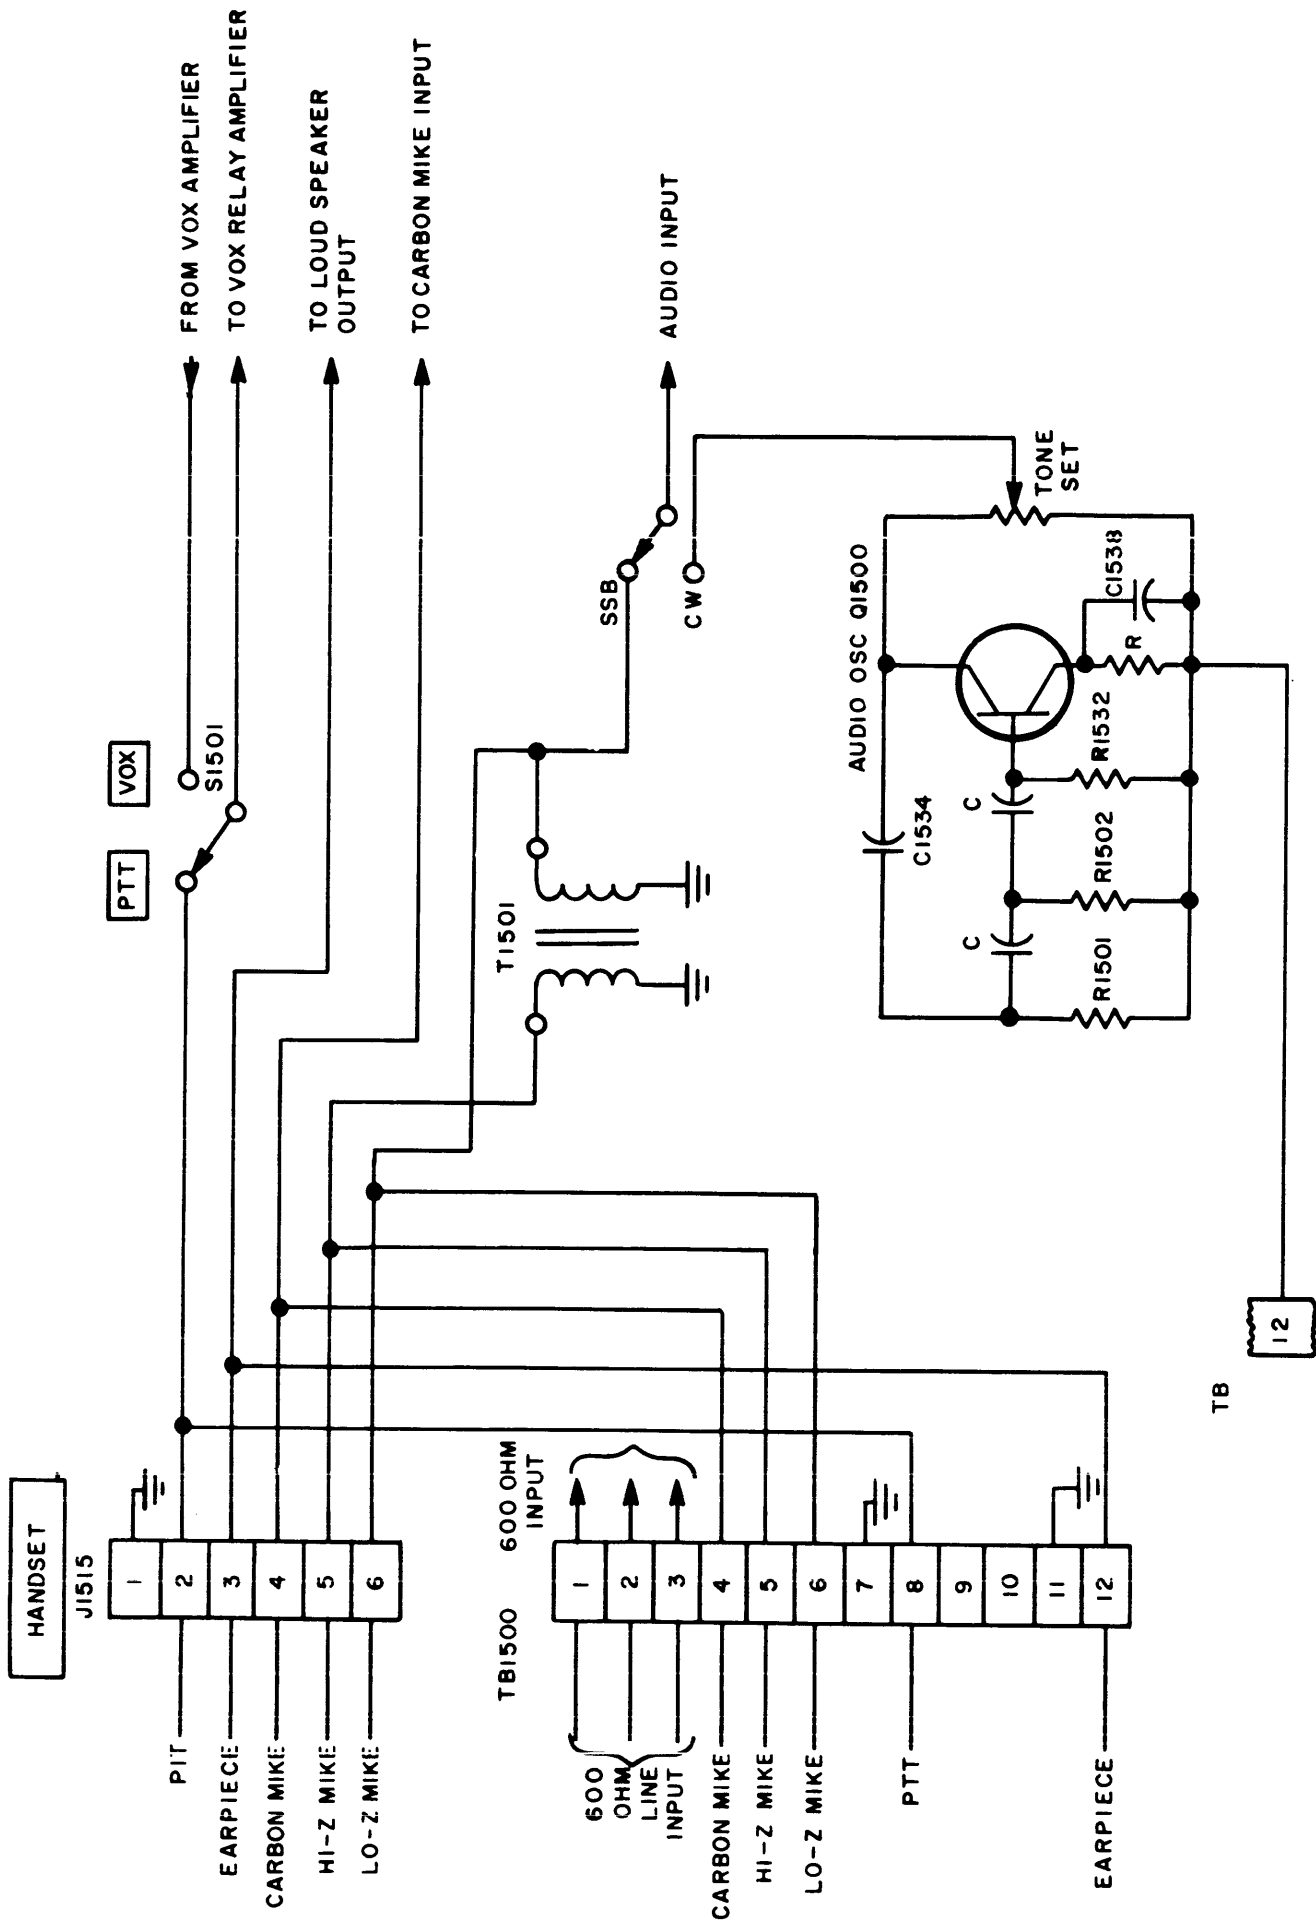 HANDSET
J1515
1
2
3
4
5
6
PIT
EARPIECE
CARBON MIKE
HI-Z MIKE
LO-Z MIKE
PTT
VOX
S1501
FROM VOX AMPLIFIER
TO VOX RELAY AMPLIFIER
TO LOUD SPEAKER
OUTPUT
TO CARBON MIKE INPUT
T1501
SSB
CW
AUDIO INPUT
TB1500
600 OHM
INPUT
1
2
3
4
5
6
7
8
9
10
11
12
600
OHM
LINE
INPUT
CARBON MIKE
HI-Z MIKE
LO-Z MIKE
PTT
EARPIECE
AUDIO OSC Q1500
C1534
C
C
R1501
R1502
R1532
R
C1538
TONE
SET
TB
12